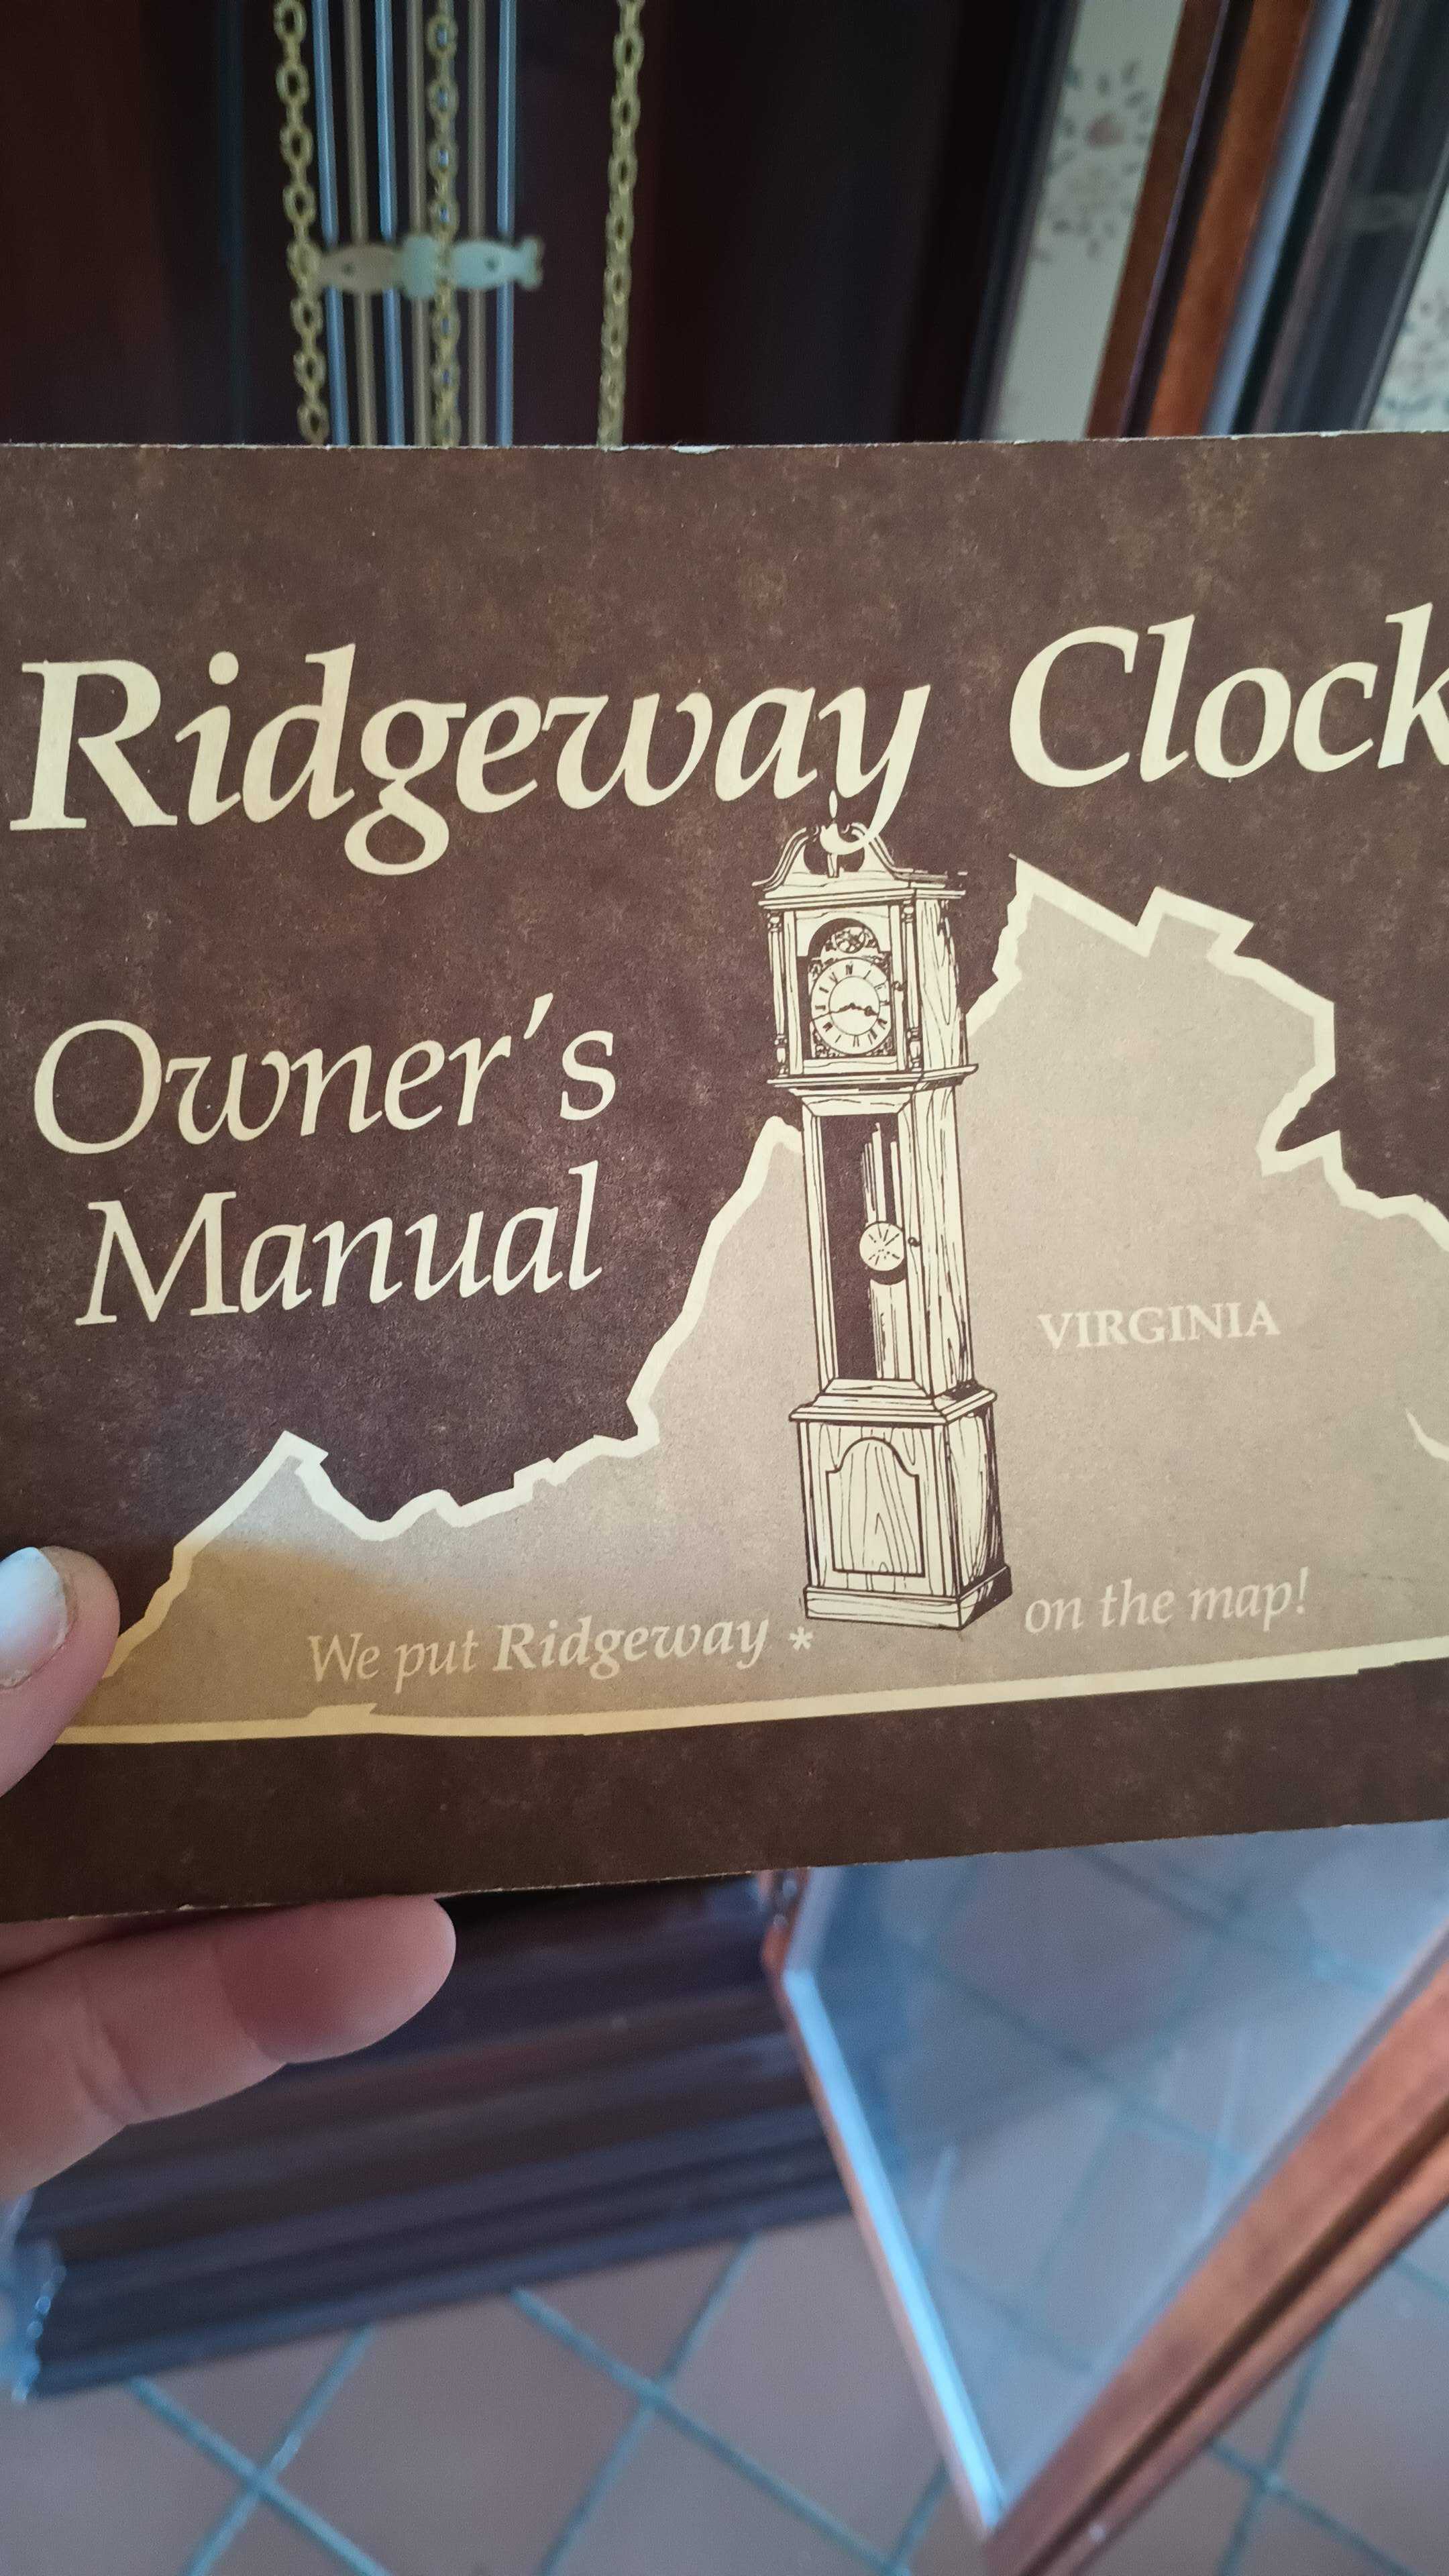 Ridgeway Clock
Owner's
Manual
VIRGINIA
We put Ridgeway * on the map!